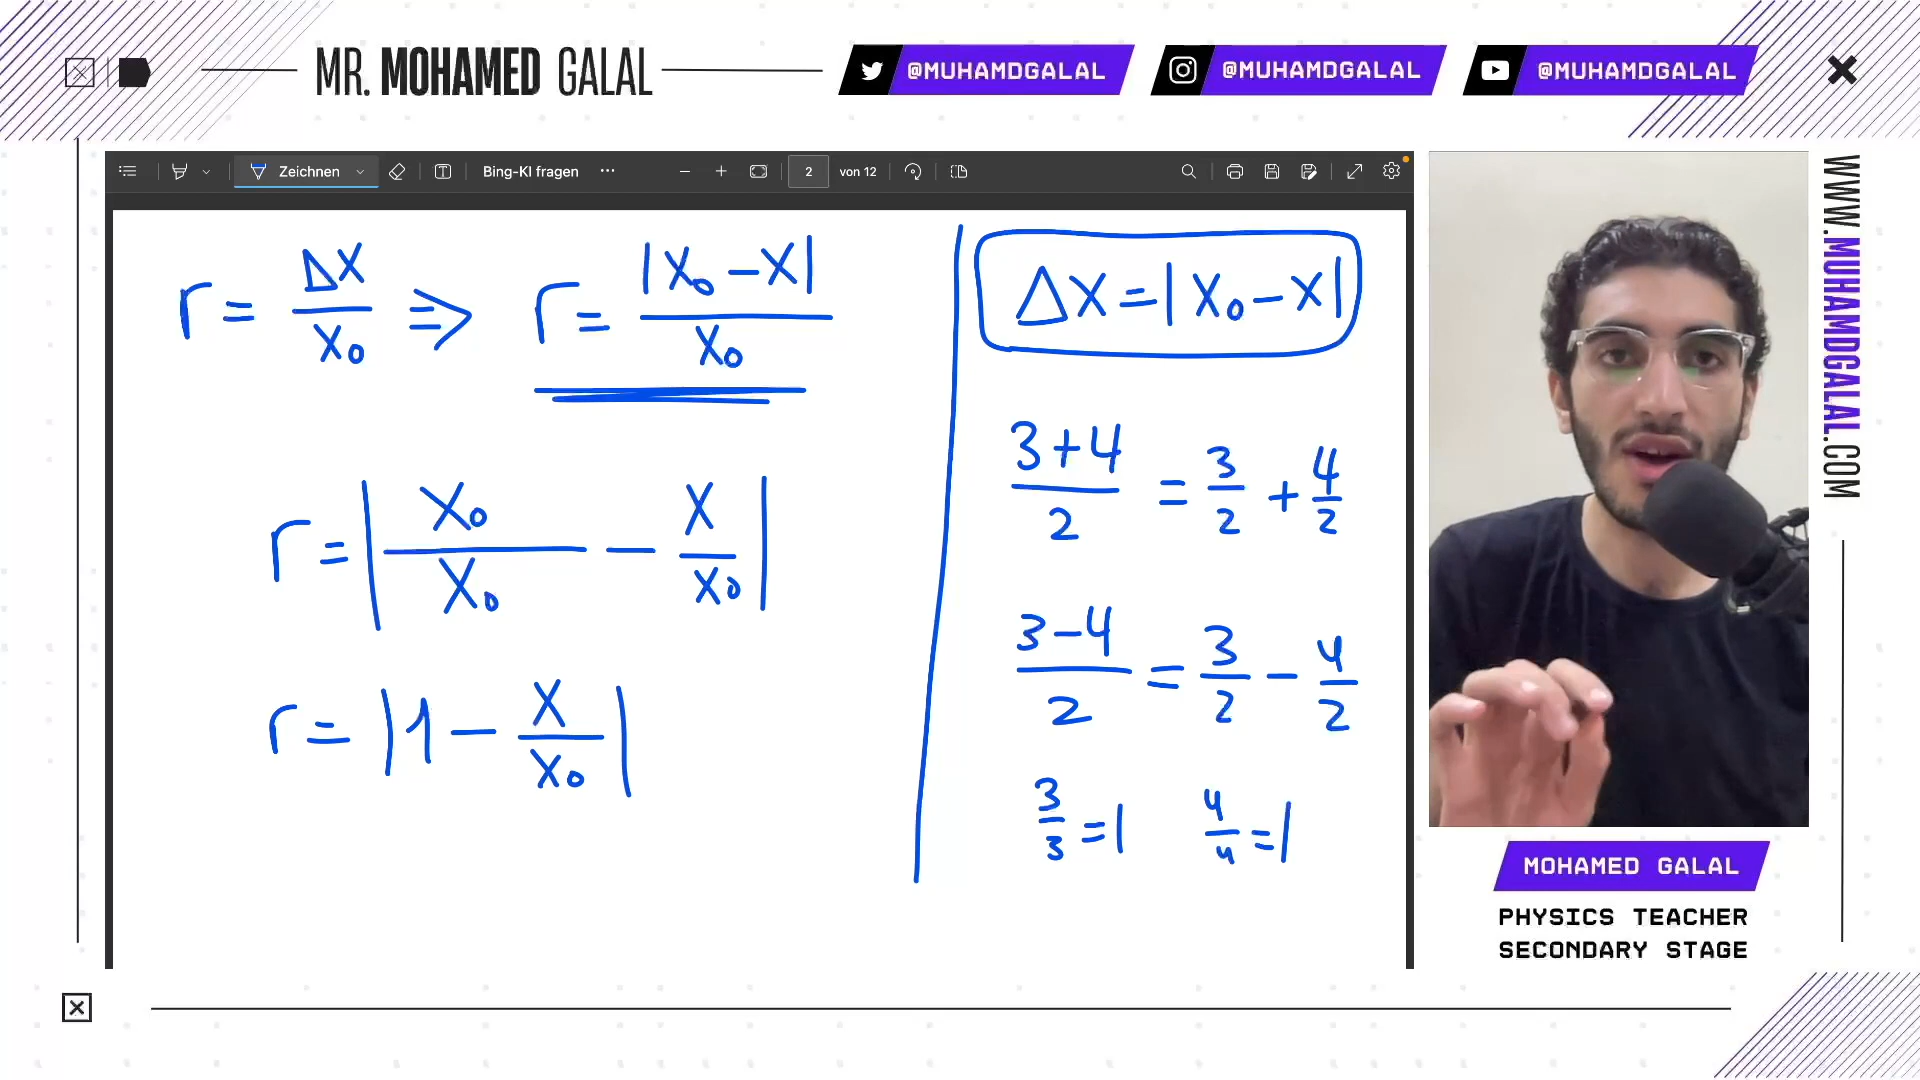 MR. MOHAMED GALAL
@MUHAMDGALAL
@MUHAMDGALAL
@MUHAMDGALAL
Zeichnen
Bing-KI fragen
2
von 12
r = ΔX / X₀ ⇒ r = |X₀ − X| / X₀
r = | X₀ / X₀ − X / X₀ |
r = | 1 − X / X₀ |
ΔX = | X₀ − X |
3+4 / 2 = 3/2 + 4/2
3−4 / 2 = 3/2 − 4/2
3/3 = 1 4/4 = 1
WWW.MUHAMDGALAL.COM
MOHAMED GALAL
PHYSICS TEACHER
SECONDARY STAGE